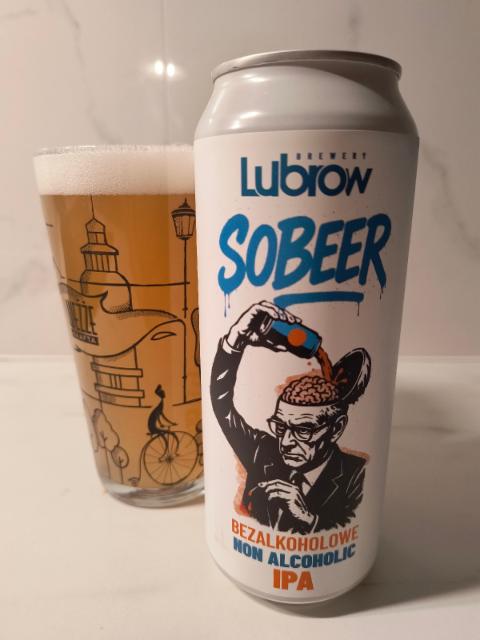 BREWERY
Lubrow
SOBEER
BEZALKOHOLOWE
NON ALCOHOLIC
IPA